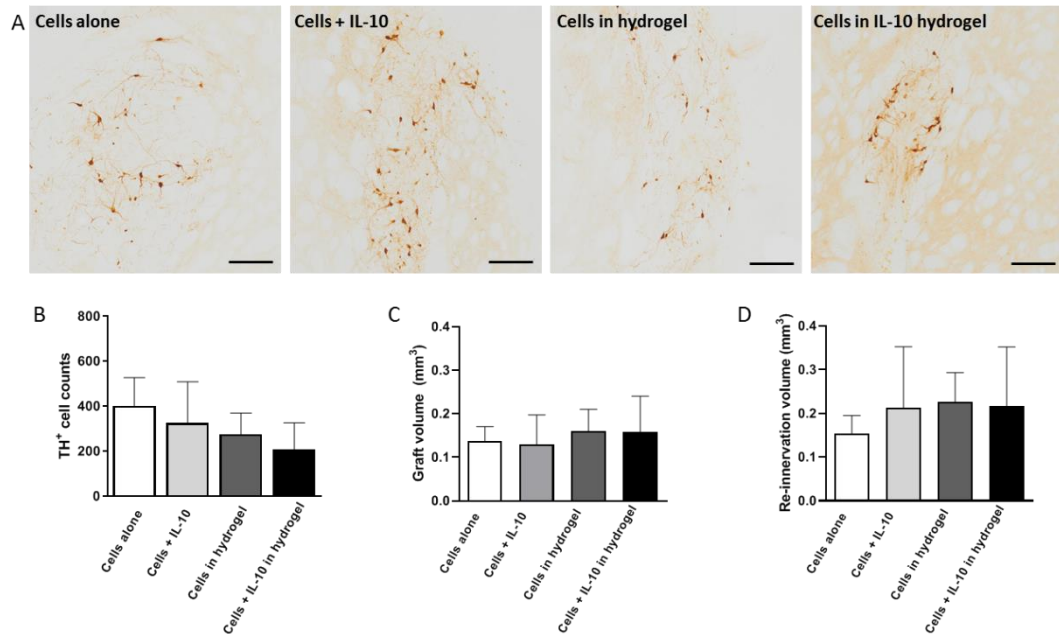 A
Cells alone
Cells + IL-10
Cells in hydrogel
Cells in IL-10 hydrogel
B
TH+ cell counts
800
600
400
200
0
Cells alone
Cells + IL-10
Cells in hydrogel
Cells + IL-10 in hydrogel
C
Graft volume (mm3)
0.4
0.3
0.2
0.1
0.0
Cells alone
Cells + IL-10
Cells in hydrogel
Cells + IL-10 in hydrogel
D
Re-innervation volume (mm3)
0.4
0.3
0.2
0.1
0.0
Cells alone
Cells + IL-10
Cells in hydrogel
Cells + IL-10 in hydrogel